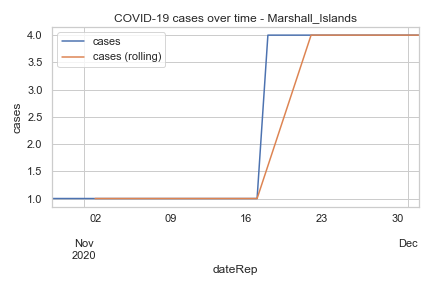 COVID-19 cases over time - Marshall_Islands
cases
cases (rolling)
4.0
3.5
3.0
2.5
2.0
1.5
1.0
cases
02 09 16 23 30
Nov Dec
2020
dateRep